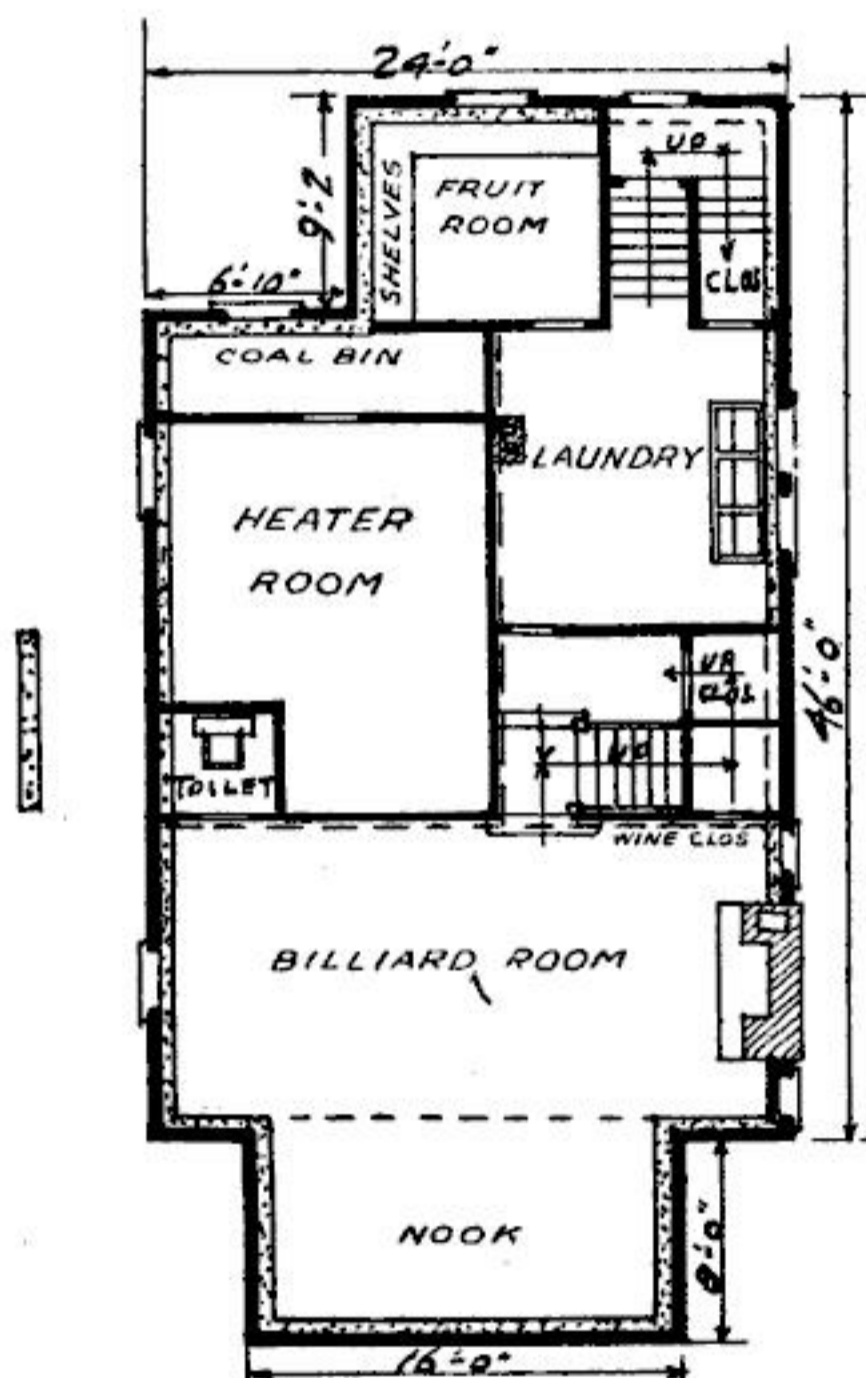 24'-0"
9'-2
UP
FRUIT
ROOM
SHELVES
6'-10"
CLOS
COAL BIN
LAUNDRY
HEATER
ROOM
46'-0"
UP
CLOS
UP
TOILET
WINE CLOS
BILLIARD ROOM
NOOK
8'-0"
16'-0"